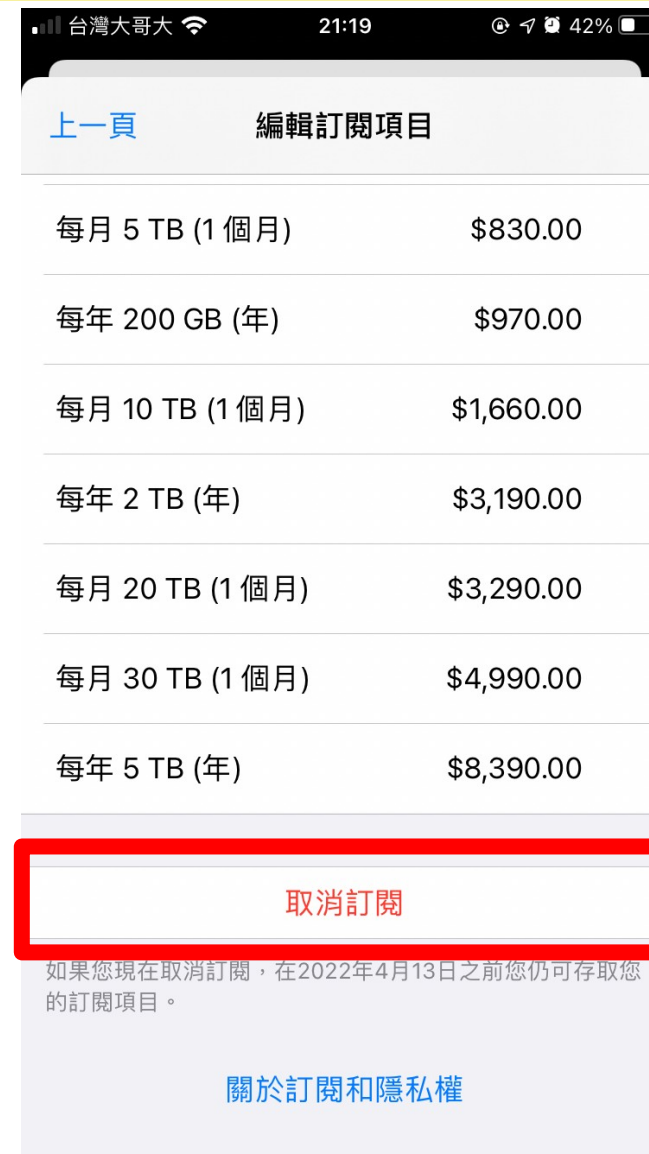 台灣大哥大 21:19 42%
上一頁 編輯訂閱項目
每月 5 TB (1 個月) $830.00
每年 200 GB (年) $970.00
每月 10 TB (1 個月) $1,660.00
每年 2 TB (年) $3,190.00
每月 20 TB (1 個月) $3,290.00
每月 30 TB (1 個月) $4,990.00
每年 5 TB (年) $8,390.00
取消訂閱
如果您現在取消訂閱，在2022年4月13日之前您仍可存取您
的訂閱項目。
關於訂閱和隱私權